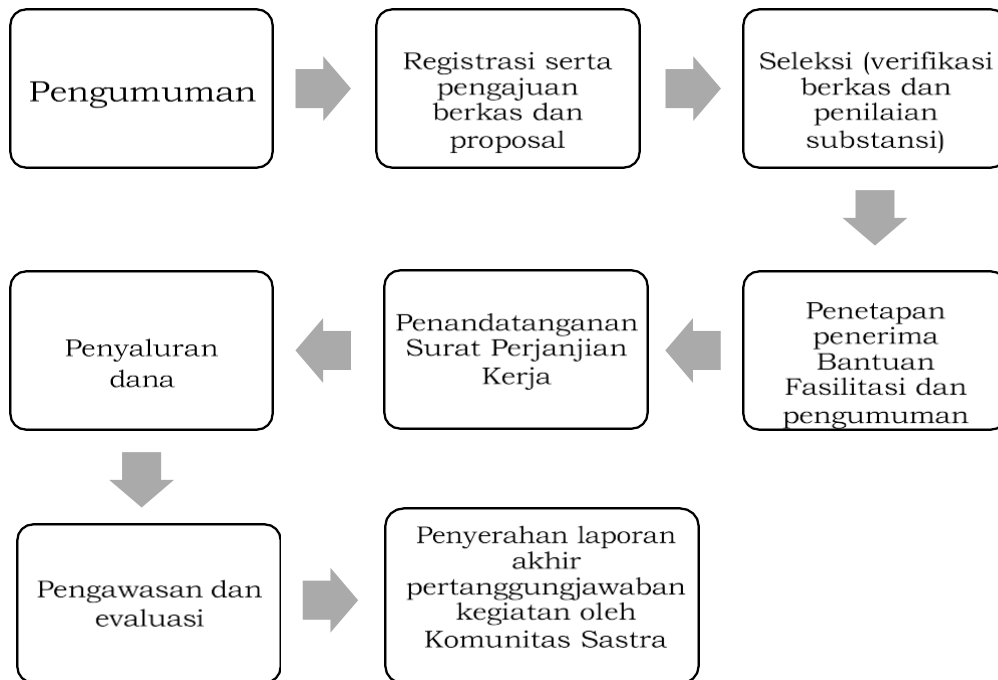 Pengumuman
Registrasi serta
pengajuan
berkas dan
proposal
Seleksi (verifikasi
berkas dan
penilaian
substansi)
Penetapan
penerima
Bantuan
Fasilitasi dan
pengumuman
Penandatanganan
Surat Perjanjian
Kerja
Penyaluran
dana
Pengawasan dan
evaluasi
Penyerahan laporan
akhir
pertanggungjawaban
kegiatan oleh
Komunitas Sastra